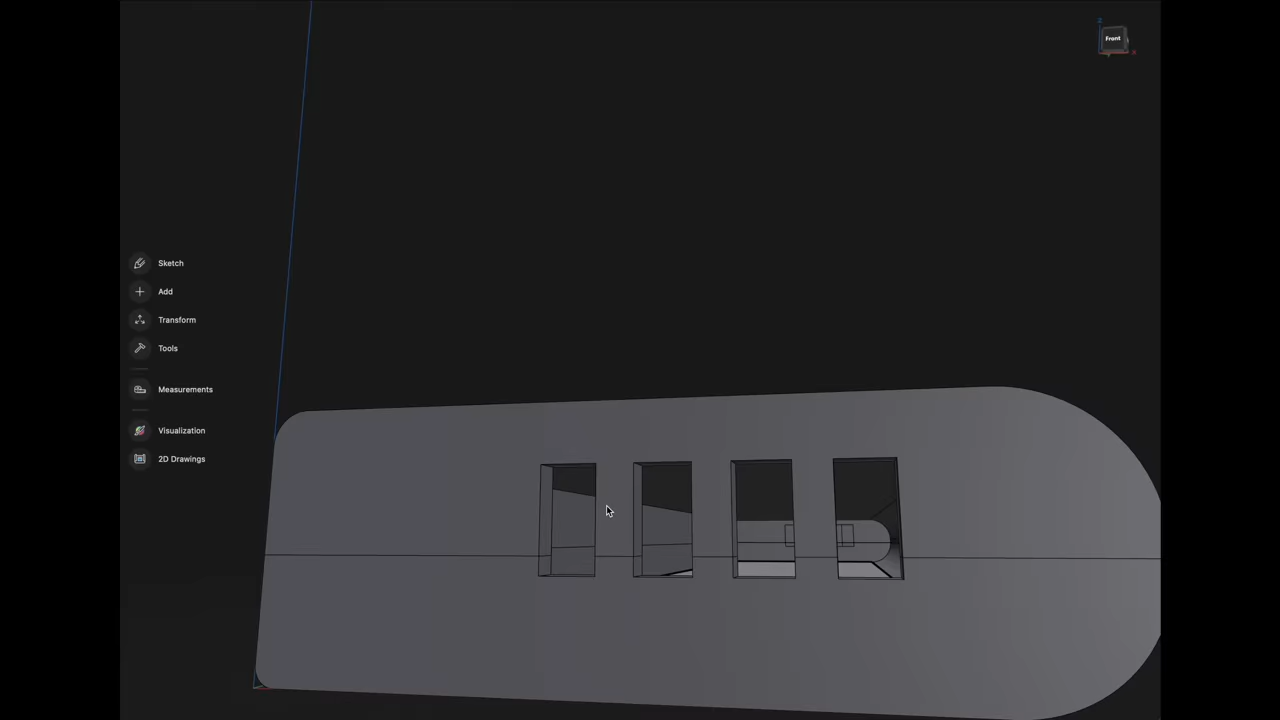 Front
Sketch
Add
Transform
Tools
Measurements
Visualization
2D Drawings